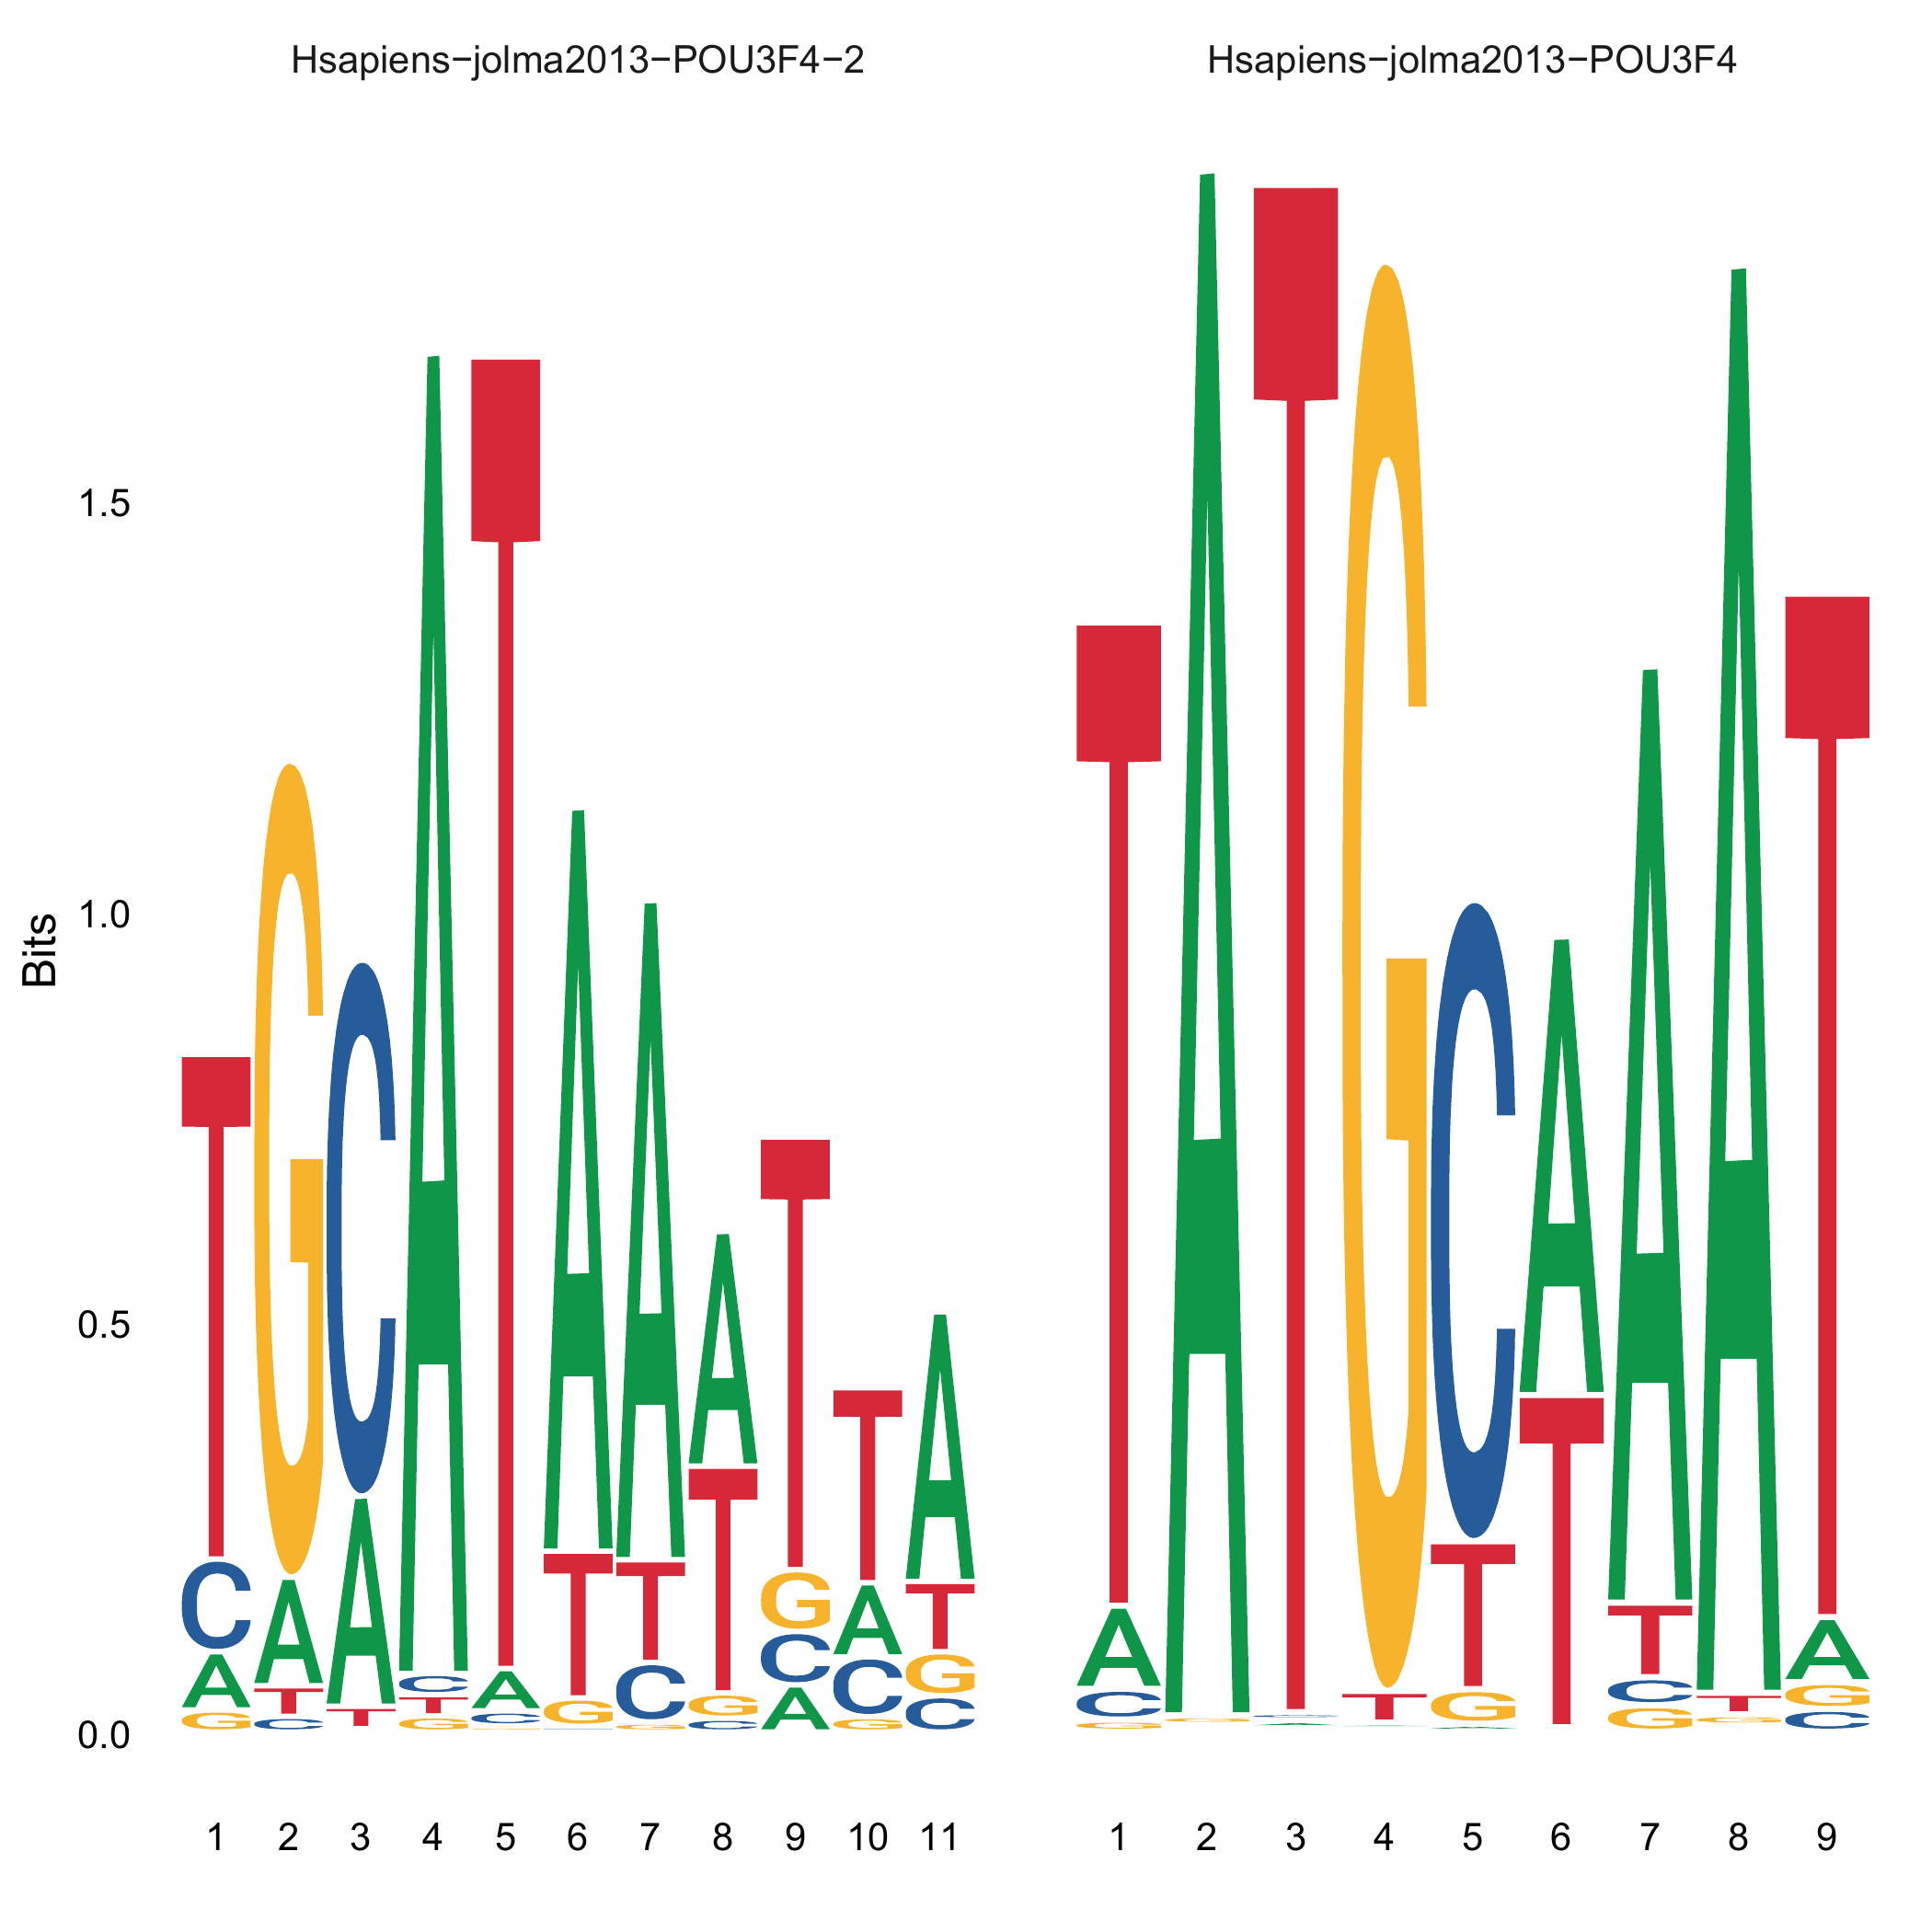 Hsapiens−jolma2013−POU3F4−2
Hsapiens−jolma2013−POU3F4
Bits
1.5
1.0
0.5
0.0
T G C A T A A A T T A
C A A C A T T T G A T
A T T T C G C G C C G
G C G G C A G C
T A T G C A A A T
A G C T T T T T A
C A G C G G
G G C
1 2 3 4 5 6 7 8 9 10 11
1 2 3 4 5 6 7 8 9